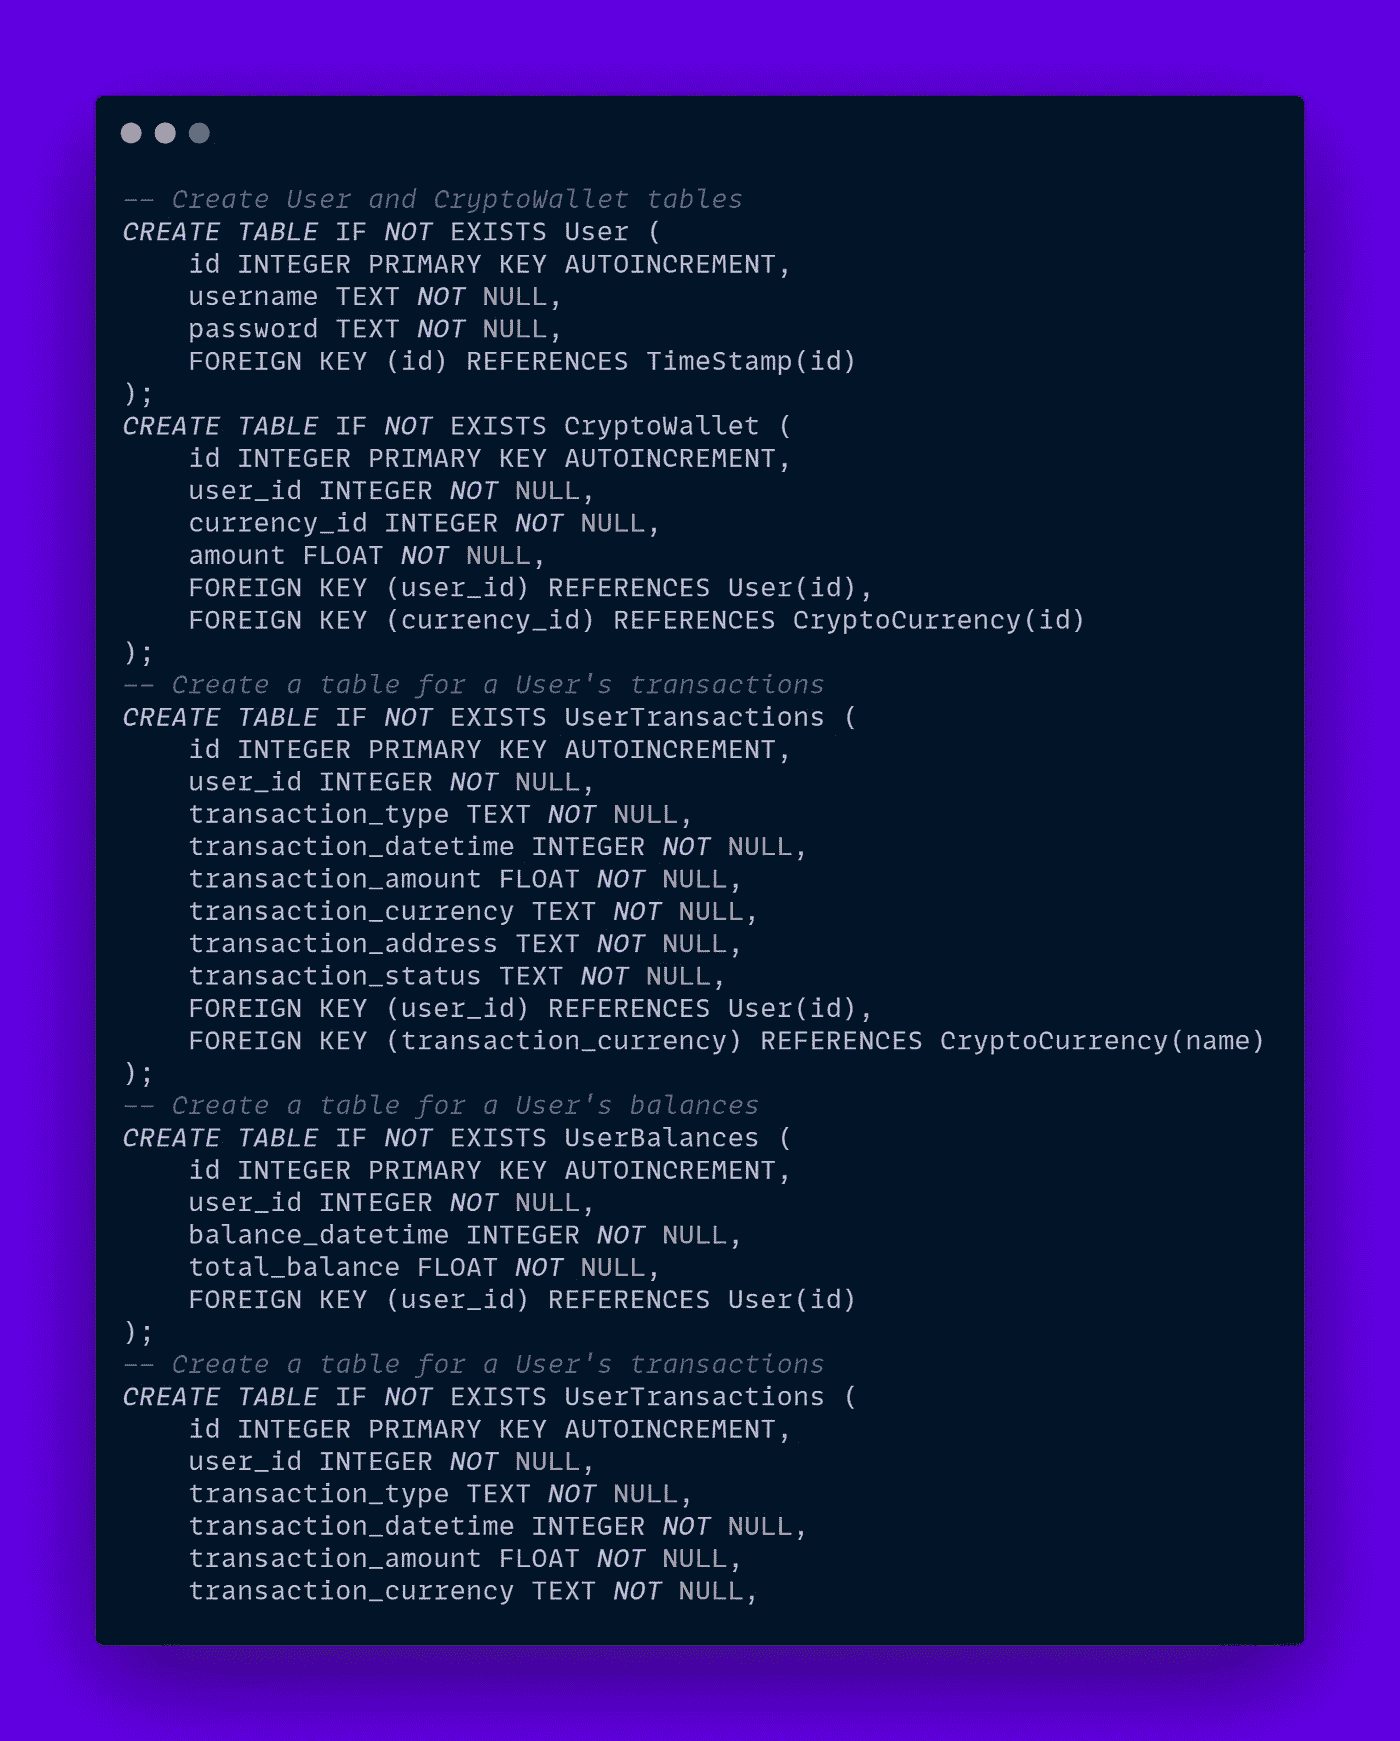 -- Create User and CryptoWallet tables
CREATE TABLE IF NOT EXISTS User (
    id INTEGER PRIMARY KEY AUTOINCREMENT,
    username TEXT NOT NULL,
    password TEXT NOT NULL,
    FOREIGN KEY (id) REFERENCES TimeStamp(id)
);
CREATE TABLE IF NOT EXISTS CryptoWallet (
    id INTEGER PRIMARY KEY AUTOINCREMENT,
    user_id INTEGER NOT NULL,
    currency_id INTEGER NOT NULL,
    amount FLOAT NOT NULL,
    FOREIGN KEY (user_id) REFERENCES User(id),
    FOREIGN KEY (currency_id) REFERENCES CryptoCurrency(id)
);
-- Create a table for a User's transactions
CREATE TABLE IF NOT EXISTS UserTransactions (
    id INTEGER PRIMARY KEY AUTOINCREMENT,
    user_id INTEGER NOT NULL,
    transaction_type TEXT NOT NULL,
    transaction_datetime INTEGER NOT NULL,
    transaction_amount FLOAT NOT NULL,
    transaction_currency TEXT NOT NULL,
    transaction_address TEXT NOT NULL,
    transaction_status TEXT NOT NULL,
    FOREIGN KEY (user_id) REFERENCES User(id),
    FOREIGN KEY (transaction_currency) REFERENCES CryptoCurrency(name)
);
-- Create a table for a User's balances
CREATE TABLE IF NOT EXISTS UserBalances (
    id INTEGER PRIMARY KEY AUTOINCREMENT,
    user_id INTEGER NOT NULL,
    balance_datetime INTEGER NOT NULL,
    total_balance FLOAT NOT NULL,
    FOREIGN KEY (user_id) REFERENCES User(id)
);
-- Create a table for a User's transactions
CREATE TABLE IF NOT EXISTS UserTransactions (
    id INTEGER PRIMARY KEY AUTOINCREMENT,
    user_id INTEGER NOT NULL,
    transaction_type TEXT NOT NULL,
    transaction_datetime INTEGER NOT NULL,
    transaction_amount FLOAT NOT NULL,
    transaction_currency TEXT NOT NULL,